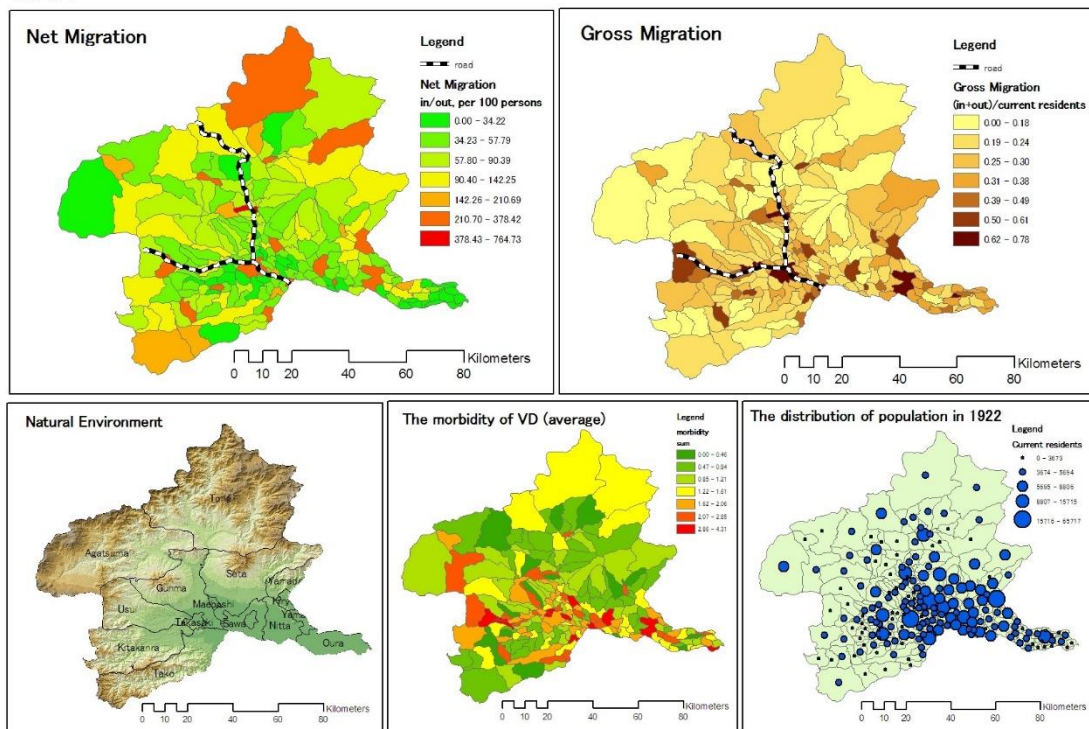 Net Migration
Legend
road
Net Migration
in/out, per 100 persons
0.00 - 34.22
34.23 - 57.79
57.80 - 90.39
90.40 - 142.25
142.26 - 210.69
210.70 - 378.42
378.43 - 764.73
Kilometers
0 10 20 40 60 80
Gross Migration
Legend
road
Gross Migration
(in+out)/current residents
0.00 - 0.18
0.19 - 0.24
0.25 - 0.30
0.31 - 0.38
0.39 - 0.49
0.50 - 0.61
0.62 - 0.78
Kilometers
0 10 20 40 60 80
Natural Environment
Tone
Agatsuma
Seta
Gunma
Usui
Maebashi
Takasaki
Sawa
Nitta
Oura
Kitakanra
Tako
Kilometers
0 10 20 40 60 80
The morbidity of VD (average)
Legend
morbidity
sum
0.00 - 0.46
0.47 - 0.84
0.85 - 1.21
1.22 - 1.61
1.62 - 2.06
2.07 - 2.85
Kilometers
0 10 20 40 60 80
The distribution of population in 1922
Legend
Current residents
0 - 3673
3674 - 5694
5695 - 8806
8807 - 15715
15716 - 65717
Kilometers
0 10 20 40 60 80